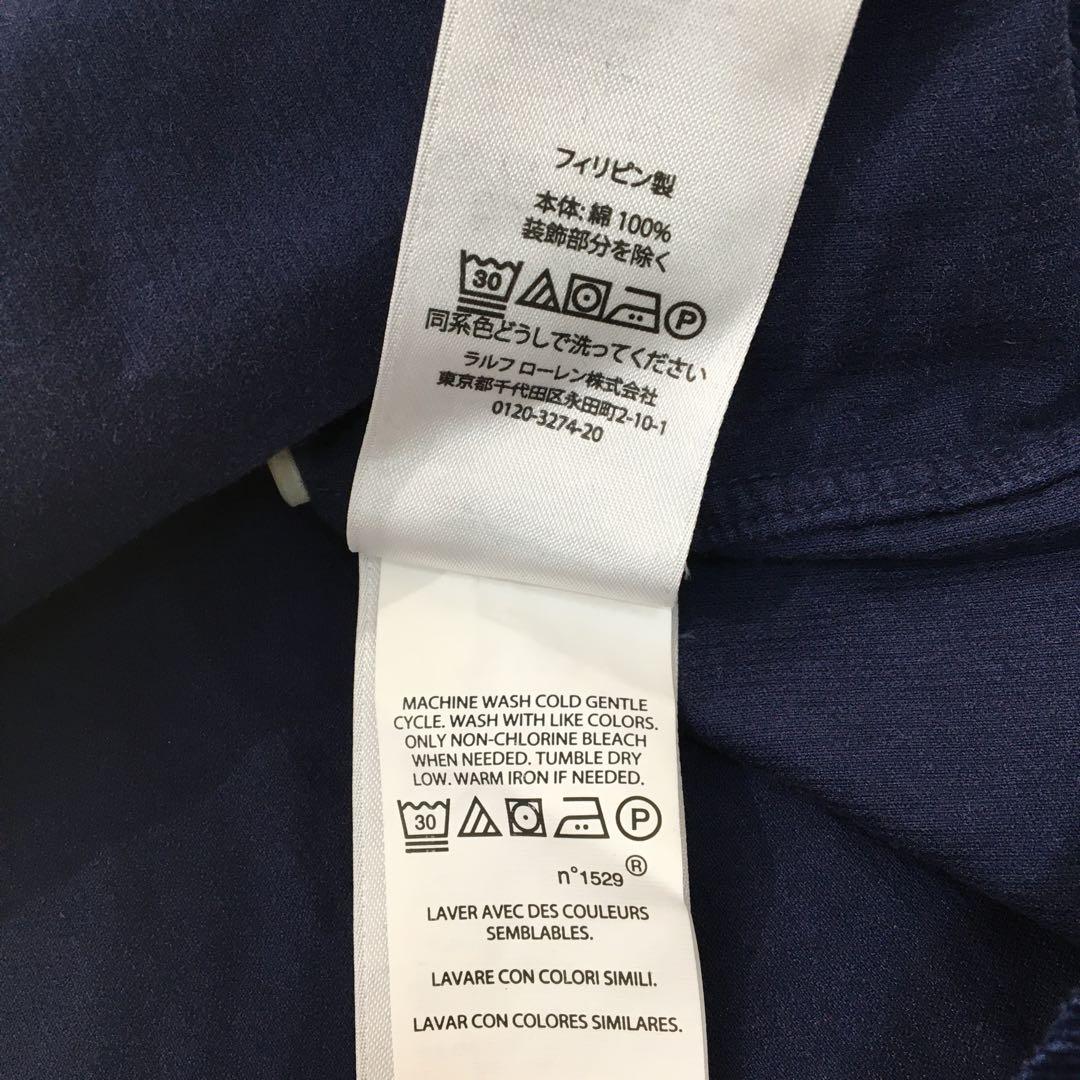 フィリピン製
本体: 綿 100%
装飾部分を除く
30 P
同系色どうしで洗ってください
ラルフ ローレン株式会社
東京都千代田区永田町2-10-1
0120-3274-20
MACHINE WASH COLD GENTLE
CYCLE. WASH WITH LIKE COLORS.
ONLY NON-CHLORINE BLEACH
WHEN NEEDED. TUMBLE DRY
LOW. WARM IRON IF NEEDED.
30 P
n°1529 ®
LAVER AVEC DES COULEURS
SEMBLABLES.
LAVARE CON COLORI SIMILI.
LAVAR CON COLORES SIMILARES.